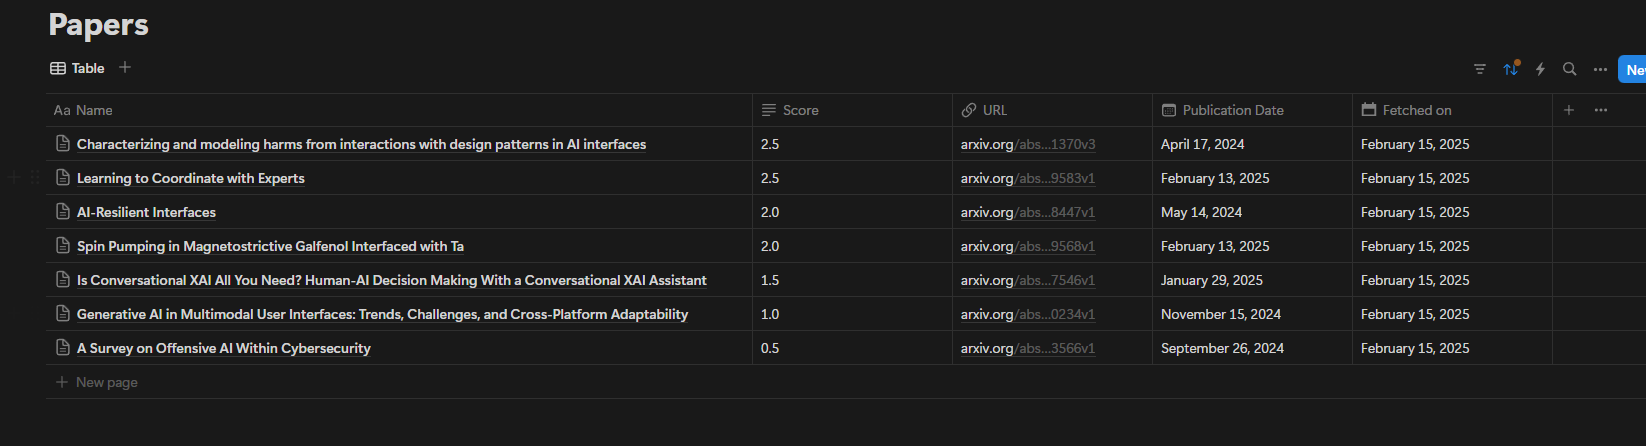 Papers
Table
Ne
Aa Name Score URL Publication Date Fetched on
Characterizing and modeling harms from interactions with design patterns in AI interfaces 2.5 arxiv.org/abs...1370v3 April 17, 2024 February 15, 2025
Learning to Coordinate with Experts 2.5 arxiv.org/abs...9583v1 February 13, 2025 February 15, 2025
AI-Resilient Interfaces 2.0 arxiv.org/abs...8447v1 May 14, 2024 February 15, 2025
Spin Pumping in Magnetostrictive Galfenol Interfaced with Ta 2.0 arxiv.org/abs...9568v1 February 13, 2025 February 15, 2025
Is Conversational XAI All You Need? Human-AI Decision Making With a Conversational XAI Assistant 1.5 arxiv.org/abs...7546v1 January 29, 2025 February 15, 2025
Generative AI in Multimodal User Interfaces: Trends, Challenges, and Cross-Platform Adaptability 1.0 arxiv.org/abs...0234v1 November 15, 2024 February 15, 2025
A Survey on Offensive AI Within Cybersecurity 0.5 arxiv.org/abs...3566v1 September 26, 2024 February 15, 2025
New page